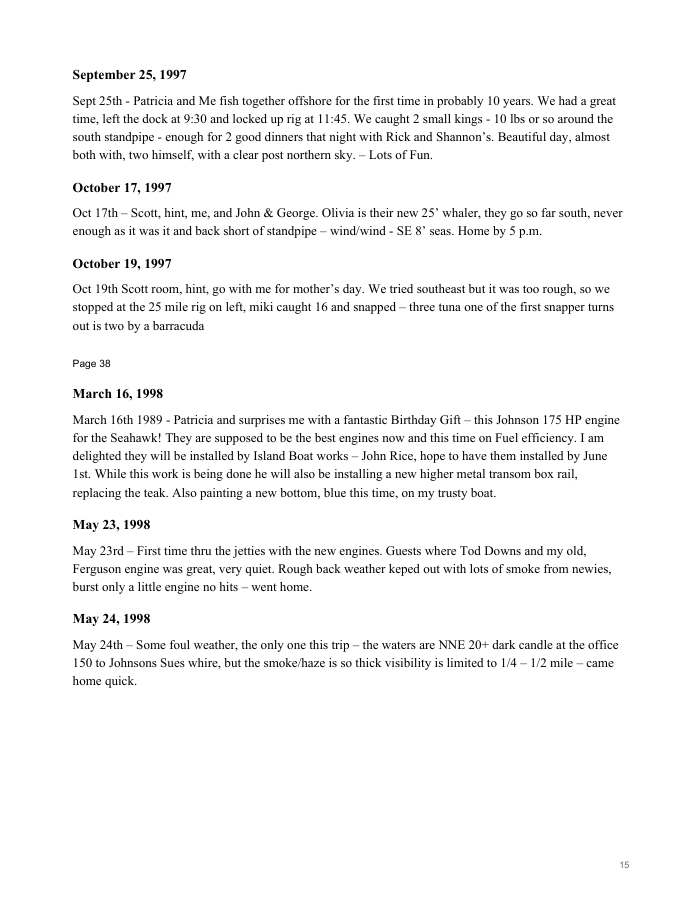 September 25, 1997
Sept 25th - Patricia and Me fish together offshore for the first time in probably 10 years. We had a great
time, left the dock at 9:30 and locked up rig at 11:45. We caught 2 small kings - 10 lbs or so around the
south standpipe - enough for 2 good dinners that night with Rick and Shannon’s. Beautiful day, almost
both with, two himself, with a clear post northern sky. – Lots of Fun.
October 17, 1997
Oct 17th – Scott, hint, me, and John & George. Olivia is their new 25’ whaler, they go so far south, never
enough as it was it and back short of standpipe – wind/wind - SE 8’ seas. Home by 5 p.m.
October 19, 1997
Oct 19th Scott room, hint, go with me for mother’s day. We tried southeast but it was too rough, so we
stopped at the 25 mile rig on left, miki caught 16 and snapped – three tuna one of the first snapper turns
out is two by a barracuda
Page 38
March 16, 1998
March 16th 1989 - Patricia and surprises me with a fantastic Birthday Gift – this Johnson 175 HP engine
for the Seahawk! They are supposed to be the best engines now and this time on Fuel efficiency. I am
delighted they will be installed by Island Boat works – John Rice, hope to have them installed by June
1st. While this work is being done he will also be installing a new higher metal transom box rail,
replacing the teak. Also painting a new bottom, blue this time, on my trusty boat.
May 23, 1998
May 23rd – First time thru the jetties with the new engines. Guests where Tod Downs and my old,
Ferguson engine was great, very quiet. Rough back weather keped out with lots of smoke from newies,
burst only a little engine no hits – went home.
May 24, 1998
May 24th – Some foul weather, the only one this trip – the waters are NNE 20+ dark candle at the office
150 to Johnsons Sues whire, but the smoke/haze is so thick visibility is limited to 1/4 – 1/2 mile – came
home quick.
15